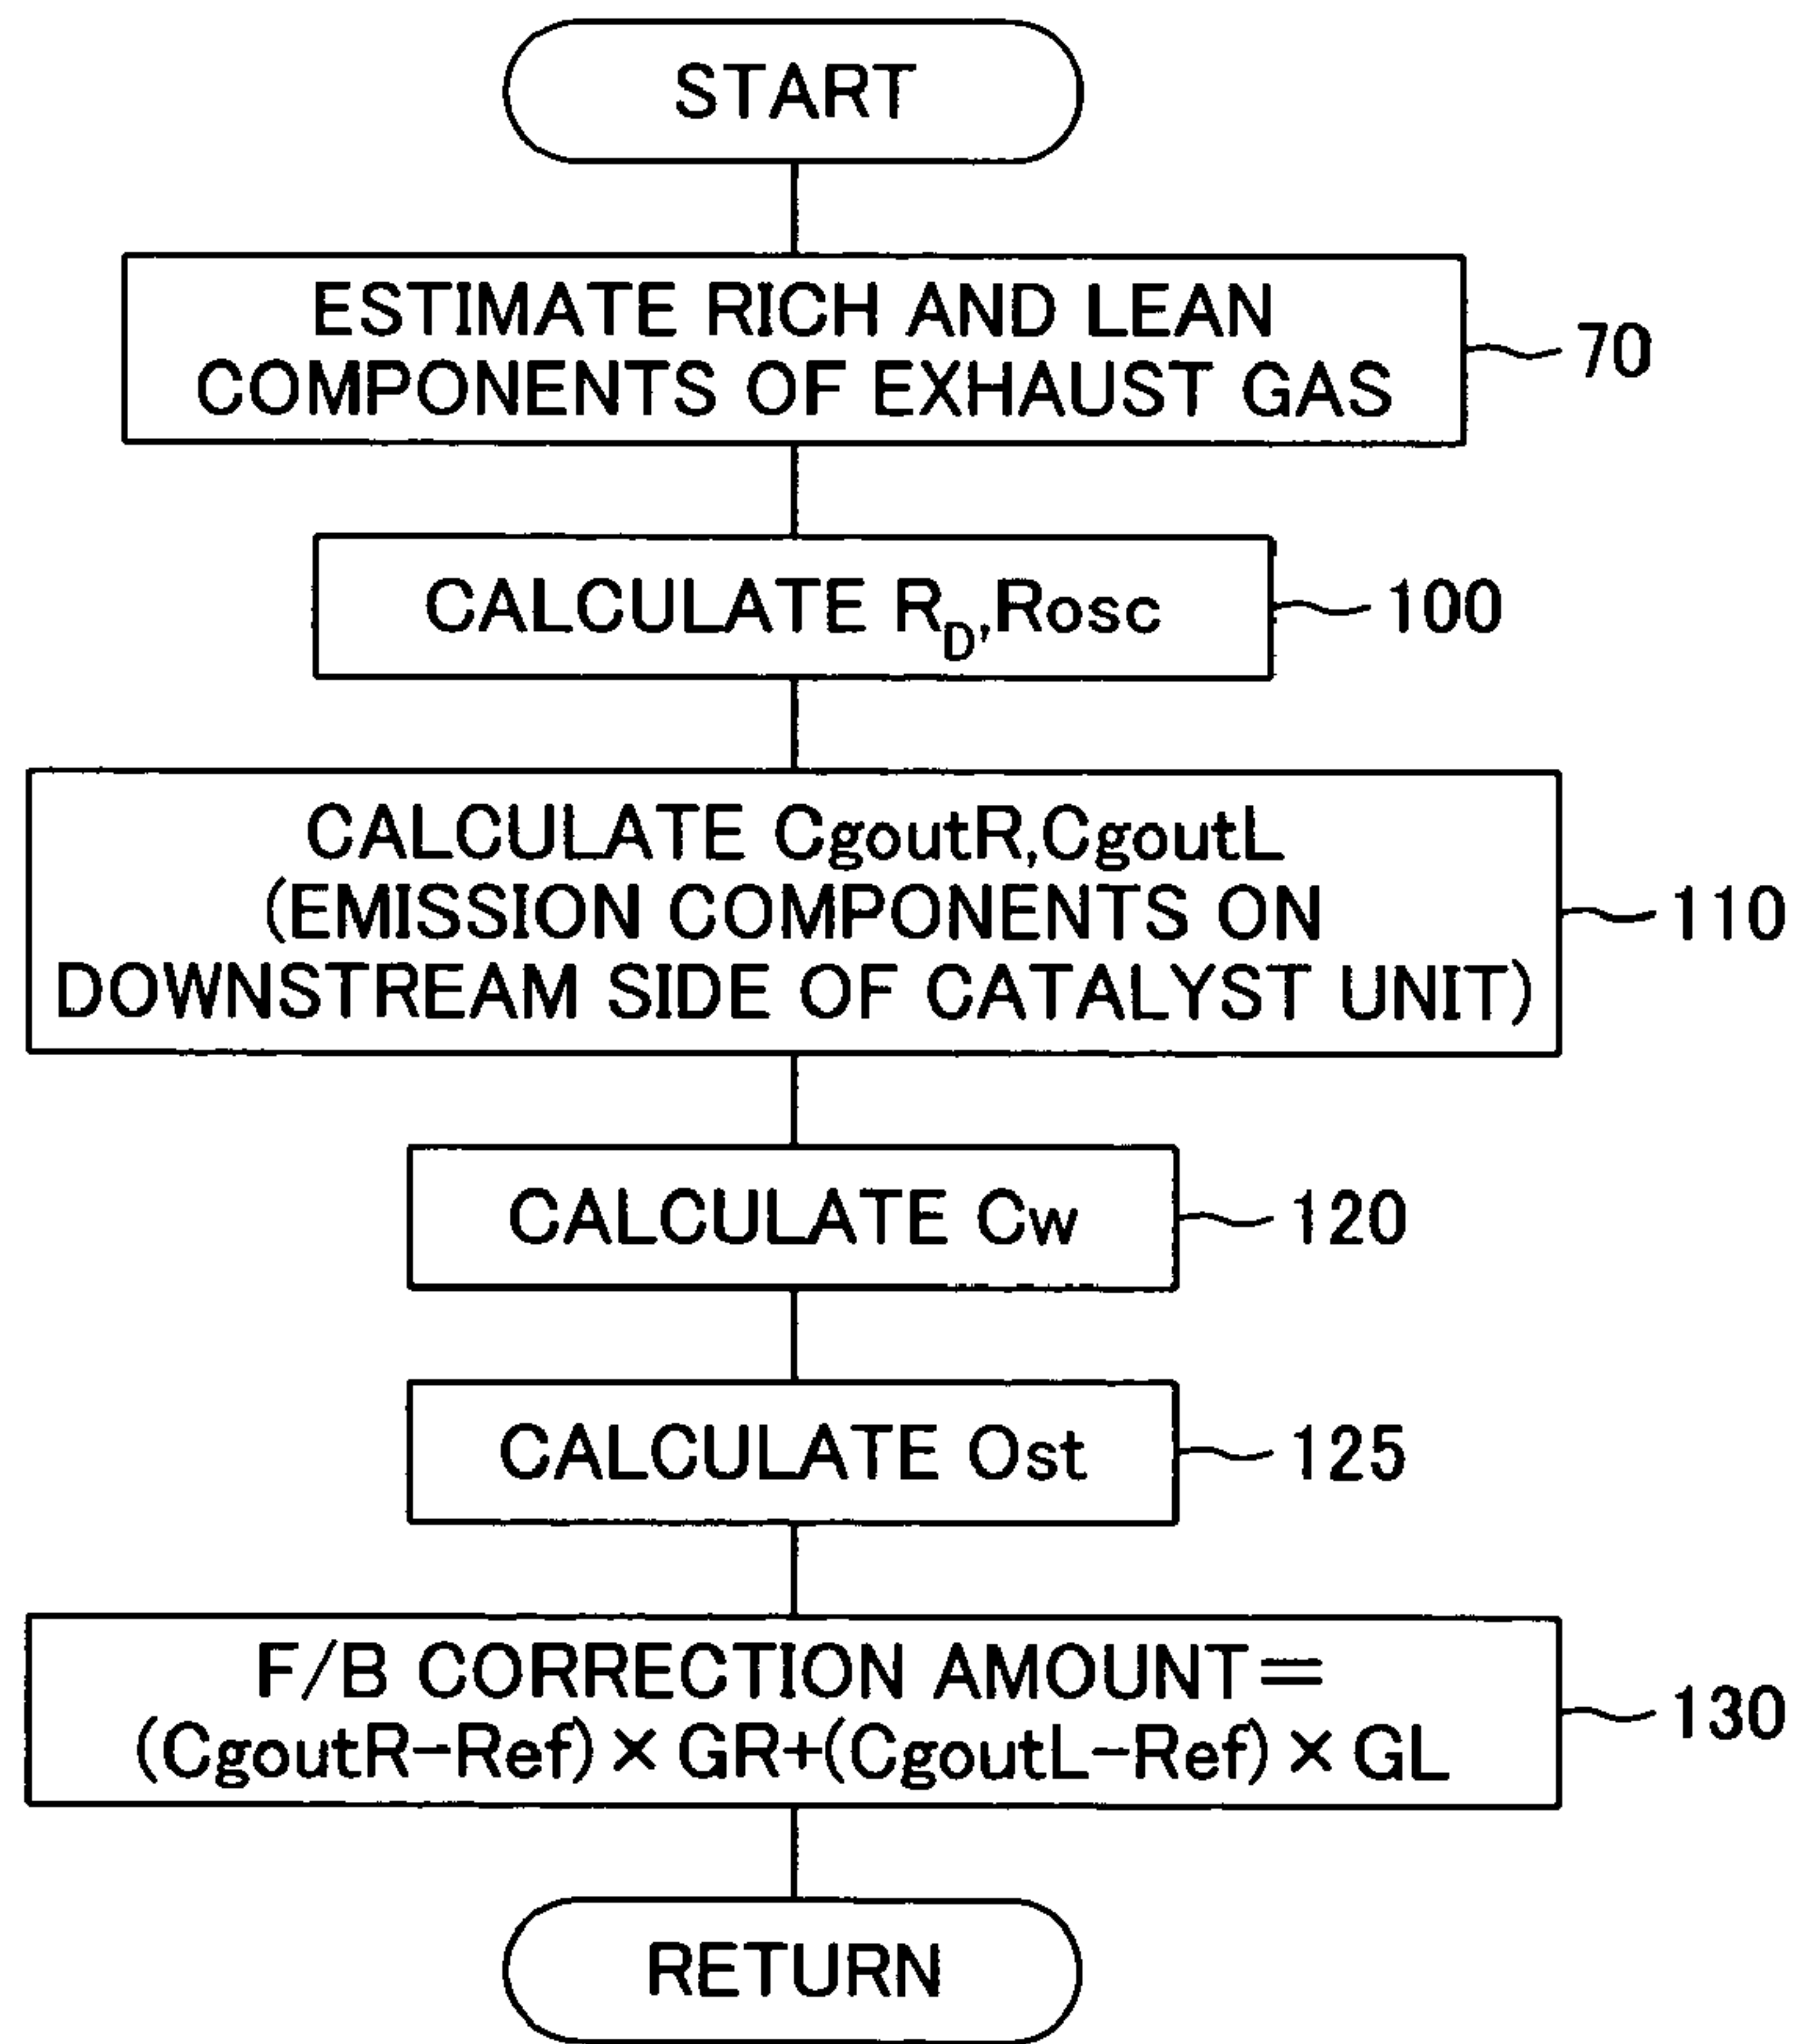 START
ESTIMATE RICH AND LEAN
COMPONENTS OF EXHAUST GAS
70
CALCULATE R_D,Rosc
100
CALCULATE CgoutR,CgoutL
(EMISSION COMPONENTS ON
DOWNSTREAM SIDE OF CATALYST UNIT)
110
CALCULATE Cw
120
CALCULATE Ost
125
F/B CORRECTION AMOUNT=
(CgoutR-Ref)×GR+(CgoutL-Ref)×GL
130
RETURN